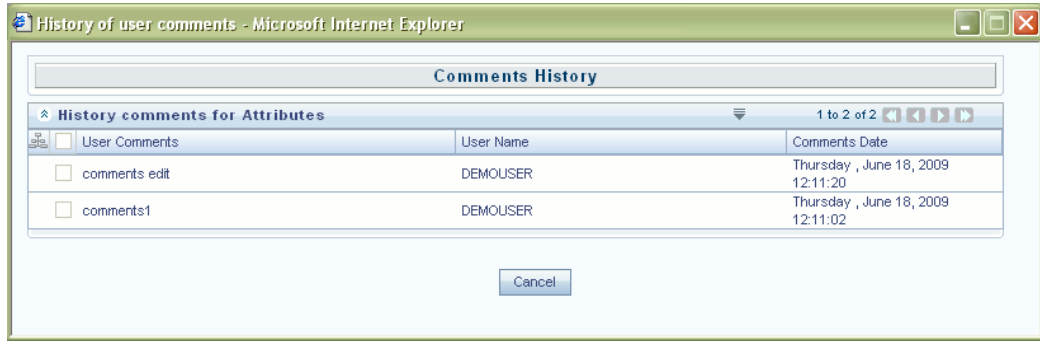 History of user comments - Microsoft Internet Explorer
Comments History
History comments for Attributes
1 to 2 of 2
User Comments User Name Comments Date
comments edit DEMOUSER Thursday , June 18, 2009
12:11:20
comments1 DEMOUSER Thursday , June 18, 2009
12:11:02
Cancel